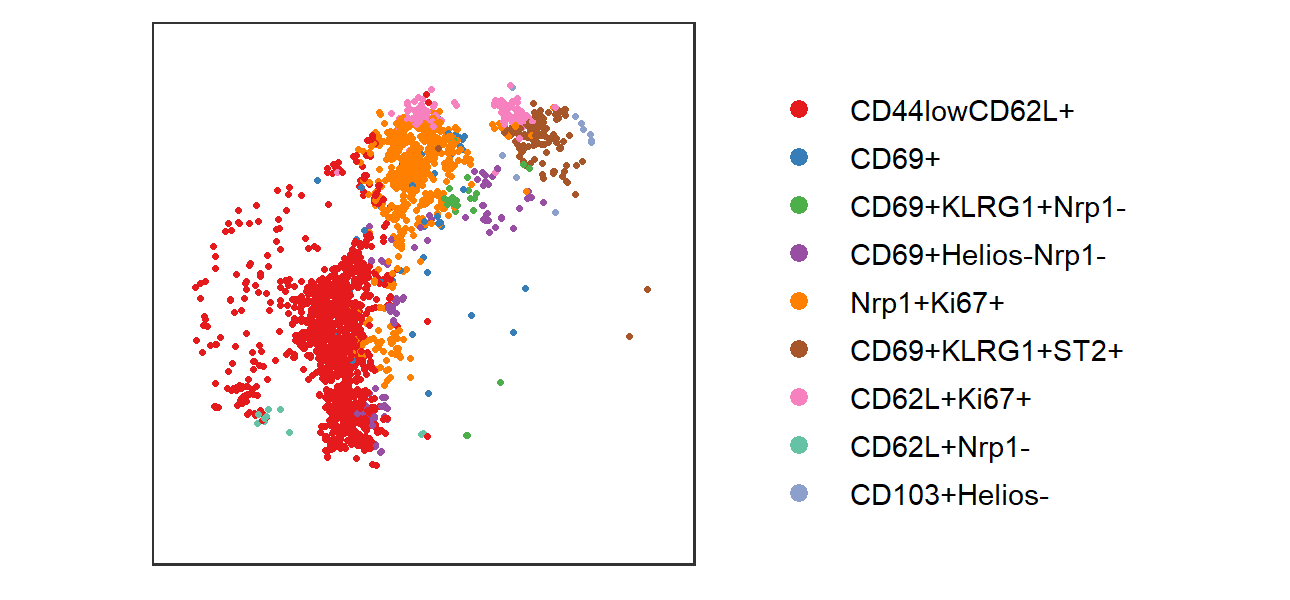 CD44lowCD62L+
CD69+
CD69+KLRG1+Nrp1-
CD69+Helios-Nrp1-
Nrp1+Ki67+
CD69+KLRG1+ST2+
CD62L+Ki67+
CD62L+Nrp1-
CD103+Helios-